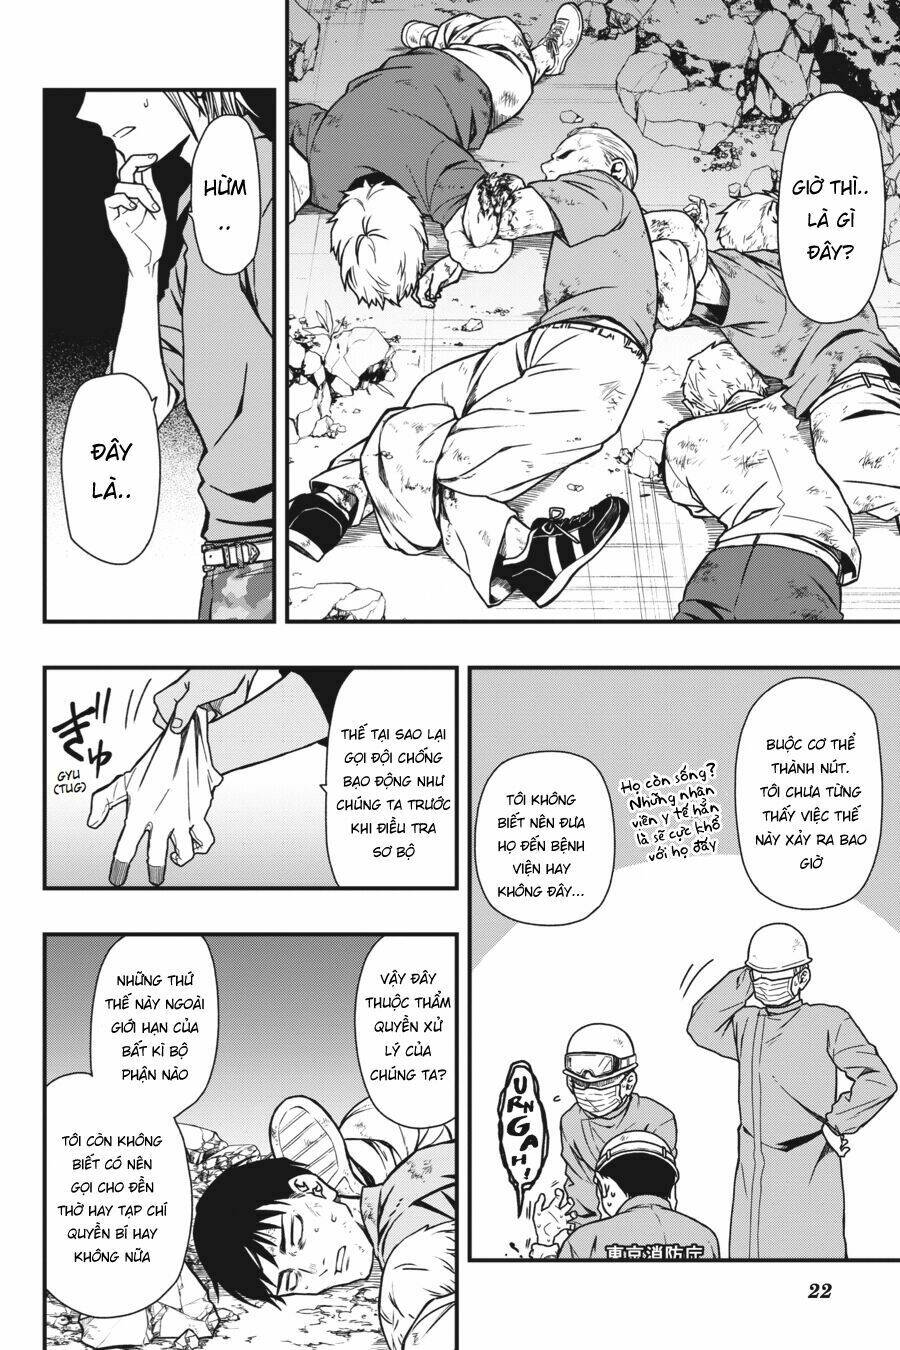 GIỜ THÌ..
LÀ GÌ
ĐÂY?
HỪM
..
ĐÂY
LÀ..
BUỘC CƠ THỂ
THÀNH NÚT.
TÔI CHƯA TỪNG
THẤY VIỆC THẾ
NÀY XẢY RA BAO
GIỜ
Họ còn sống?
Những nhân
viên y tế hẳn
là sẽ cực khổ
với họ đấy
TÔI KHÔNG
BIẾT NÊN ĐƯA
HỌ ĐẾN BỆNH
VIỆN HAY
KHÔNG ĐÂY...
URNGAH!
東京消防庁
THẾ TẠI SAO LẠI
GỌI ĐỘI CHỐNG
BẠO ĐỘNG NHƯ
CHÚNG TA TRƯỚC
KHI ĐIỀU TRA
SƠ BỘ
ぎゅ
GYU
(TUG)
VẬY ĐÂY
THUỘC THẨM
QUYỀN XỬ
LÝ CỦA
CHÚNG TA?
NHỮNG THỨ
THẾ NÀY NGOÀI
GIỚI HẠN CỦA
BẤT KÌ BỘ
PHẬN NÀO
TÔI CÒN KHÔNG
BIẾT CÓ NÊN
GỌI CHO ĐỀN
THỜ HAY TẠP CHÍ
QUYỀN BÍ HAY
KHÔNG NỮA
22